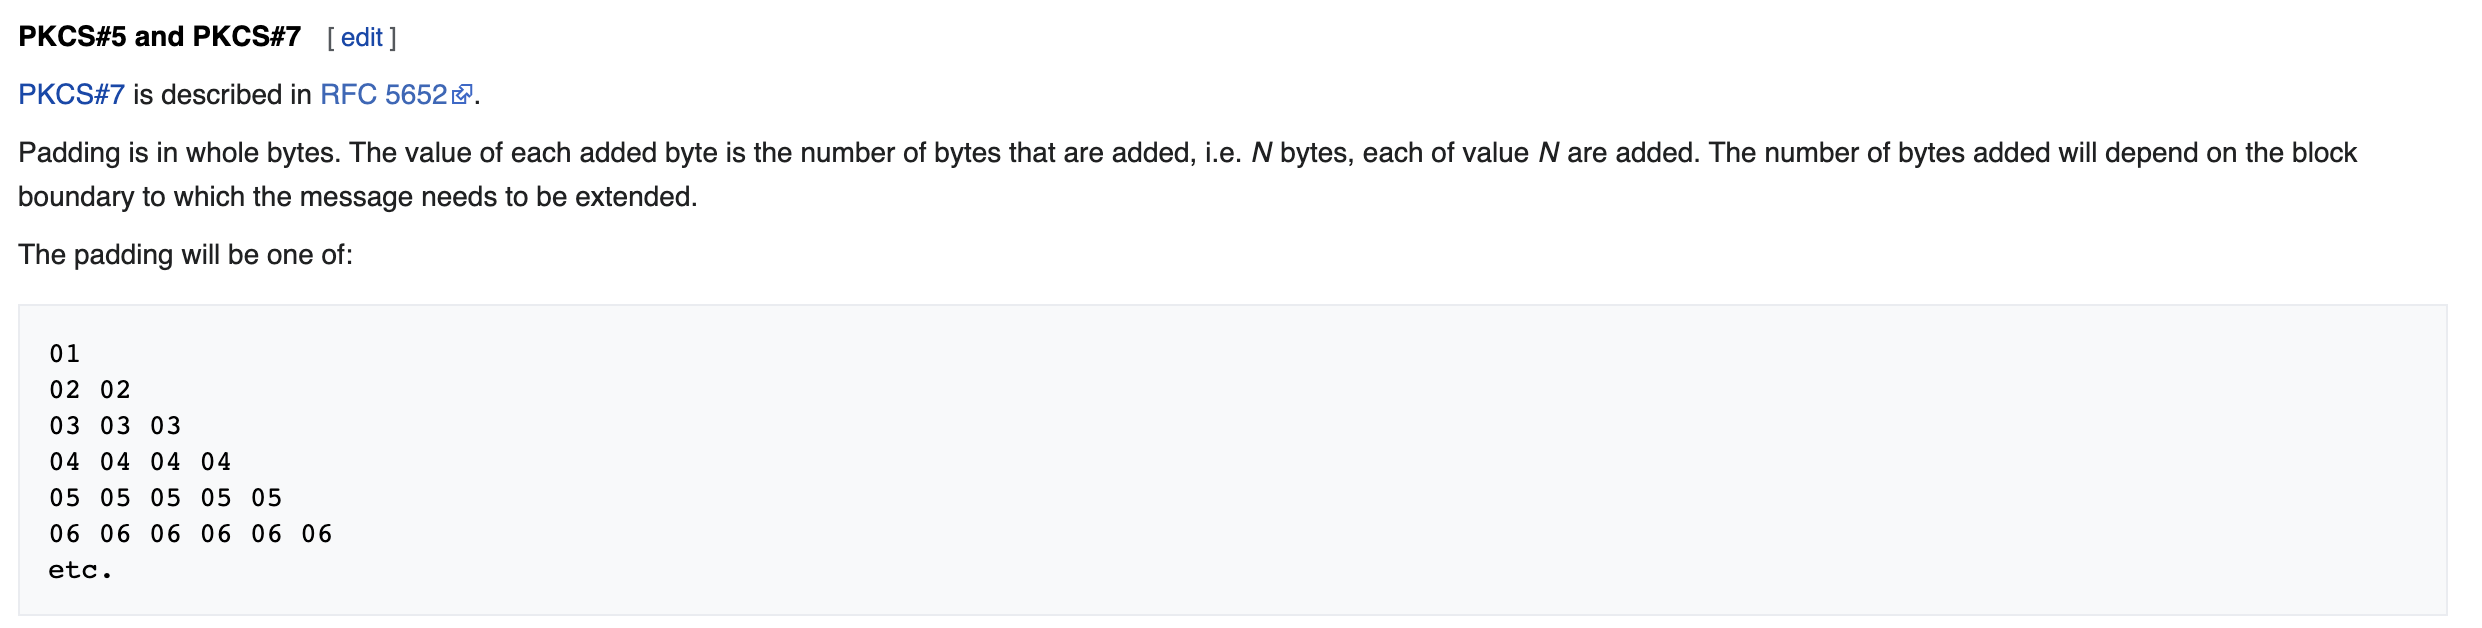 PKCS#5 and PKCS#7 [ edit ]
PKCS#7 is described in RFC 5652.
Padding is in whole bytes. The value of each added byte is the number of bytes that are added, i.e. N bytes, each of value N are added. The number of bytes added will depend on the block
boundary to which the message needs to be extended.
The padding will be one of:
01
02 02
03 03 03
04 04 04 04
05 05 05 05 05
06 06 06 06 06 06
etc.